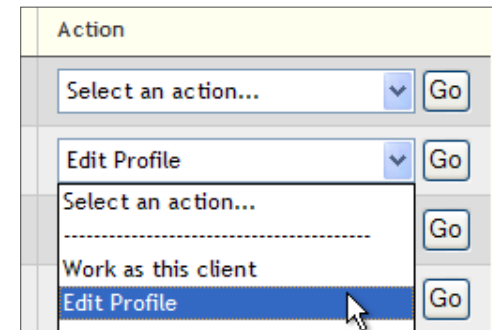 Action
Select an action... Go
Edit Profile Go
Select an action...
----------------------------------------- Go
Work as this client
Edit Profile Go